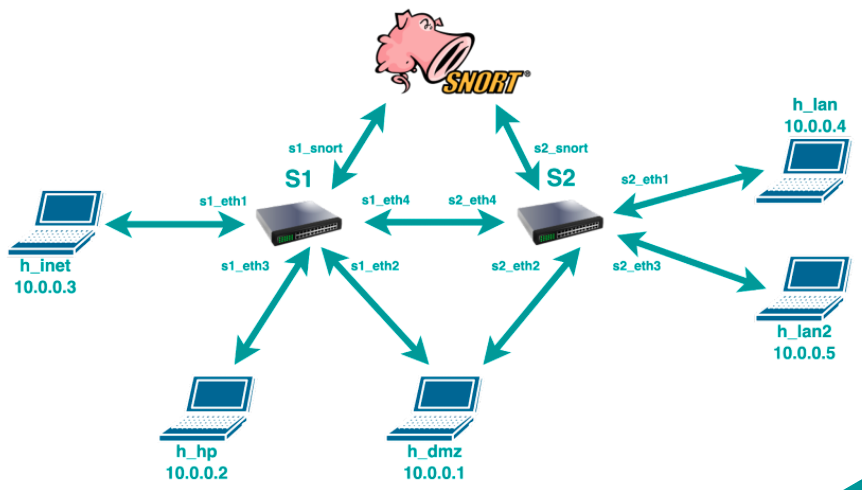 SNORT®
h_lan
10.0.0.4
s1_snort
s2_snort
S1
S2
s2_eth1
s1_eth1
s1_eth4
s2_eth4
h_inet
10.0.0.3
s1_eth3
s1_eth2
s2_eth2
s2_eth3
h_lan2
10.0.0.5
h_hp
10.0.0.2
h_dmz
10.0.0.1